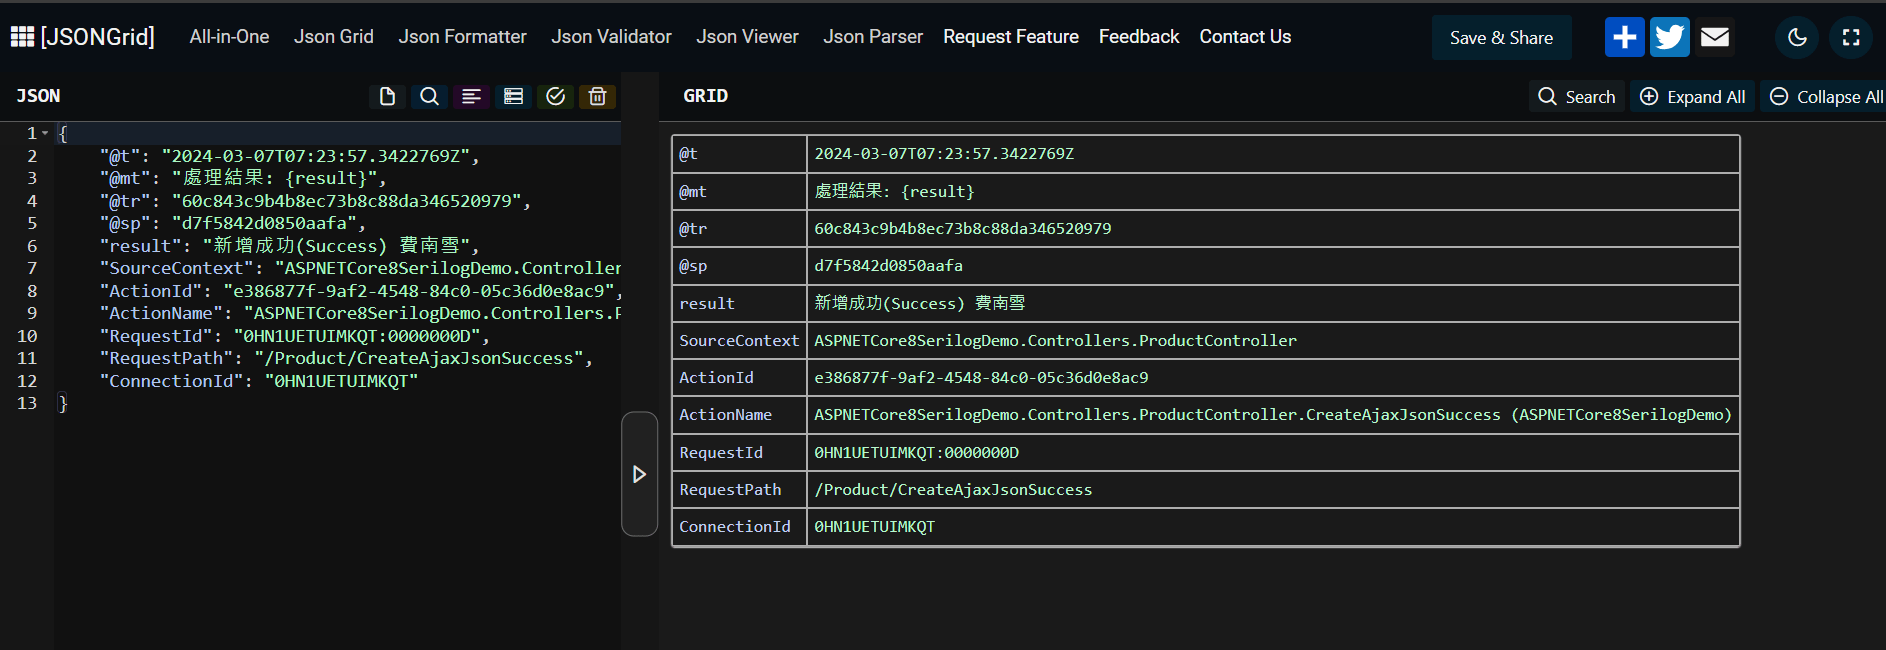 [JSONGrid] All-in-One Json Grid Json Formatter Json Validator Json Viewer Json Parser Request Feature Feedback Contact Us Save & Share
JSON
1 {
2 "@t": "2024-03-07T07:23:57.3422769Z",
3 "@mt": "處理結果: {result}",
4 "@tr": "60c843c9b4b8ec73b8c88da346520979",
5 "@sp": "d7f5842d0850aafa",
6 "result": "新增成功(Success) 費南雪",
7 "SourceContext": "ASPNETCore8SerilogDemo.Controller
8 "ActionId": "e386877f-9af2-4548-84c0-05c36d0e8ac9",
9 "ActionName": "ASPNETCore8SerilogDemo.Controllers.P
10 "RequestId": "0HN1UETUIMKQT:0000000D",
11 "RequestPath": "/Product/CreateAjaxJsonSuccess",
12 "ConnectionId": "0HN1UETUIMKQT"
13 }
GRID Search Expand All Collapse All
@t 2024-03-07T07:23:57.3422769Z
@mt 處理結果: {result}
@tr 60c843c9b4b8ec73b8c88da346520979
@sp d7f5842d0850aafa
result 新增成功(Success) 費南雪
SourceContext ASPNETCore8SerilogDemo.Controllers.ProductController
ActionId e386877f-9af2-4548-84c0-05c36d0e8ac9
ActionName ASPNETCore8SerilogDemo.Controllers.ProductController.CreateAjaxJsonSuccess (ASPNETCore8SerilogDemo)
RequestId 0HN1UETUIMKQT:0000000D
RequestPath /Product/CreateAjaxJsonSuccess
ConnectionId 0HN1UETUIMKQT